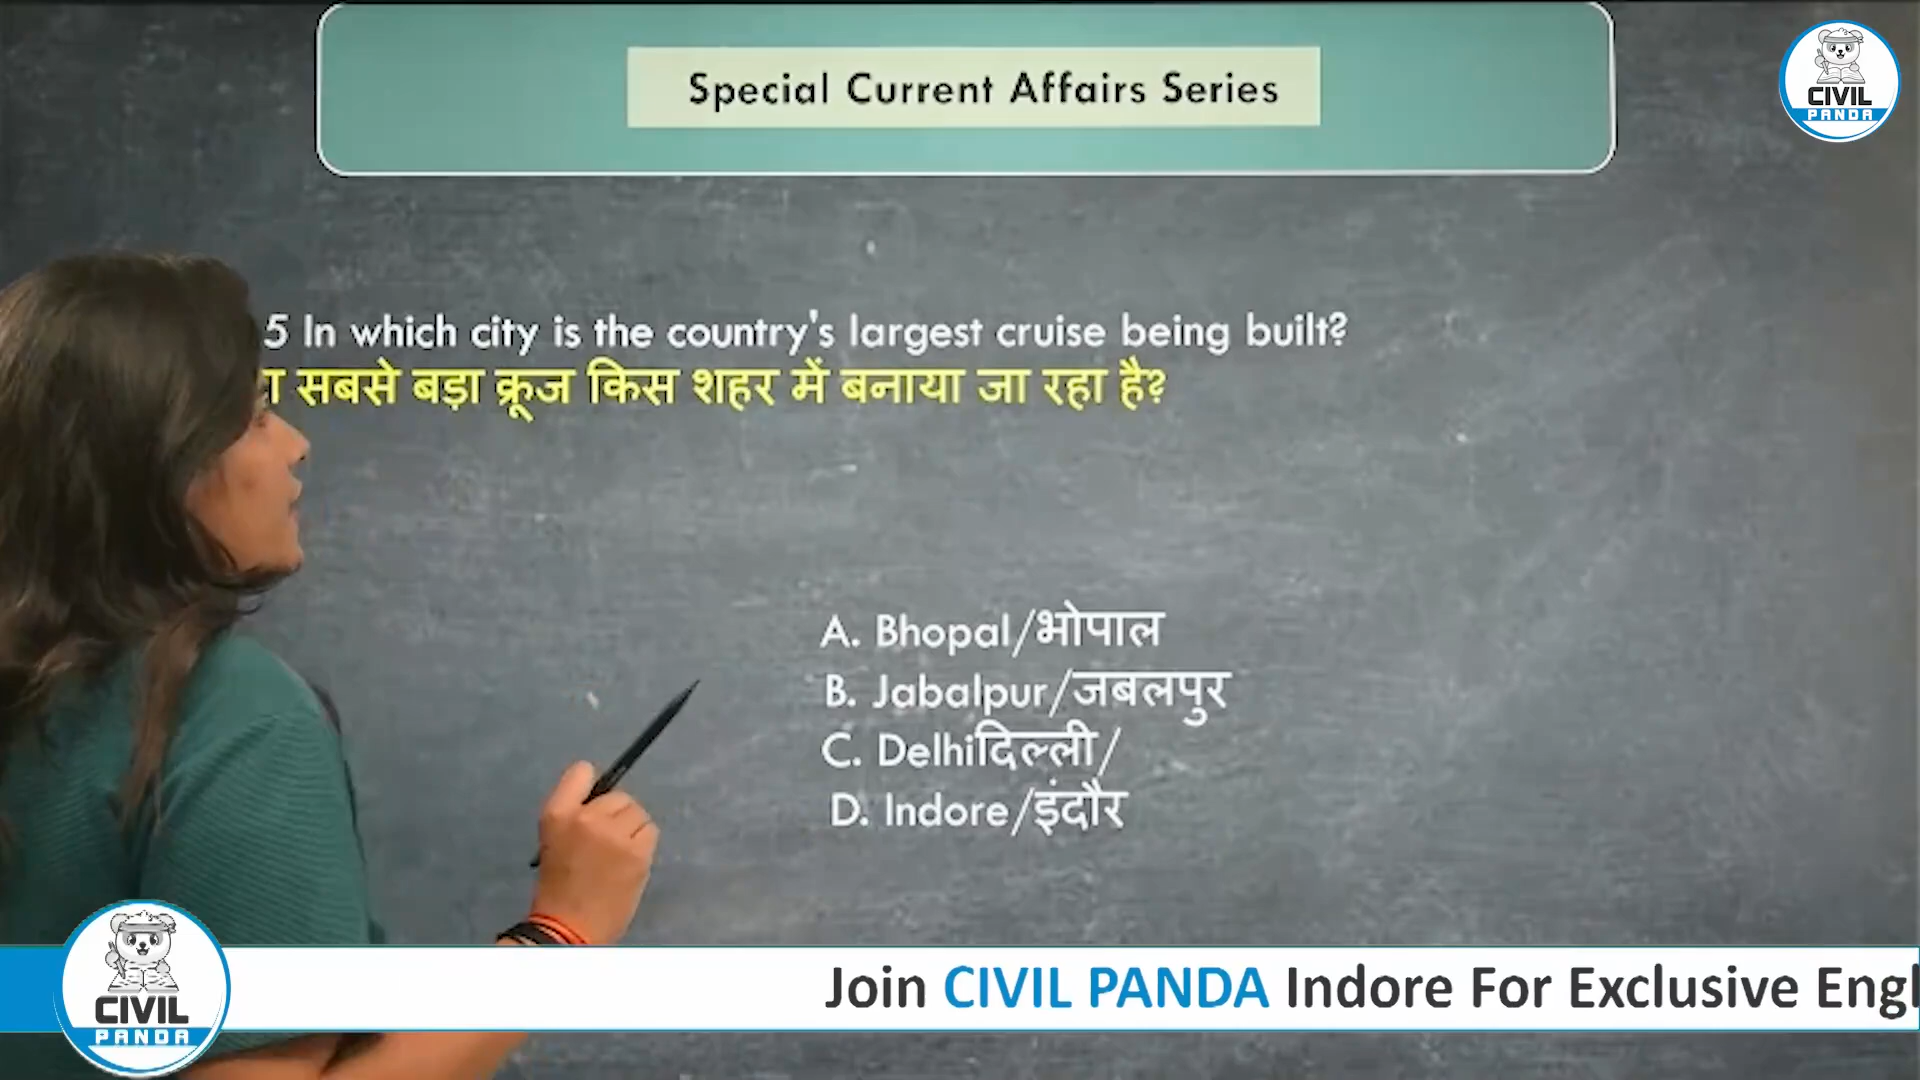 Special Current Affairs Series
CIVIL
PANDA
5 In which city is the country's largest cruise being built?
सबसे बड़ा क्रूज किस शहर में बनाया जा रहा है?
A. Bhopal/भोपाल
B. Jabalpur/जबलपुर
C. Delhiदिल्ली/
D. Indore/इंदौर
CIVIL
PANDA
Join CIVIL PANDA Indore For Exclusive Engl